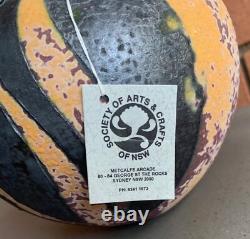 SOCIETY OF ARTS & CRAFTS
OF NSW
METCALFE ARCADE
80 - 84 GEORGE ST THE ROCKS
SYDNEY NSW 2000
PH: 9241 1673